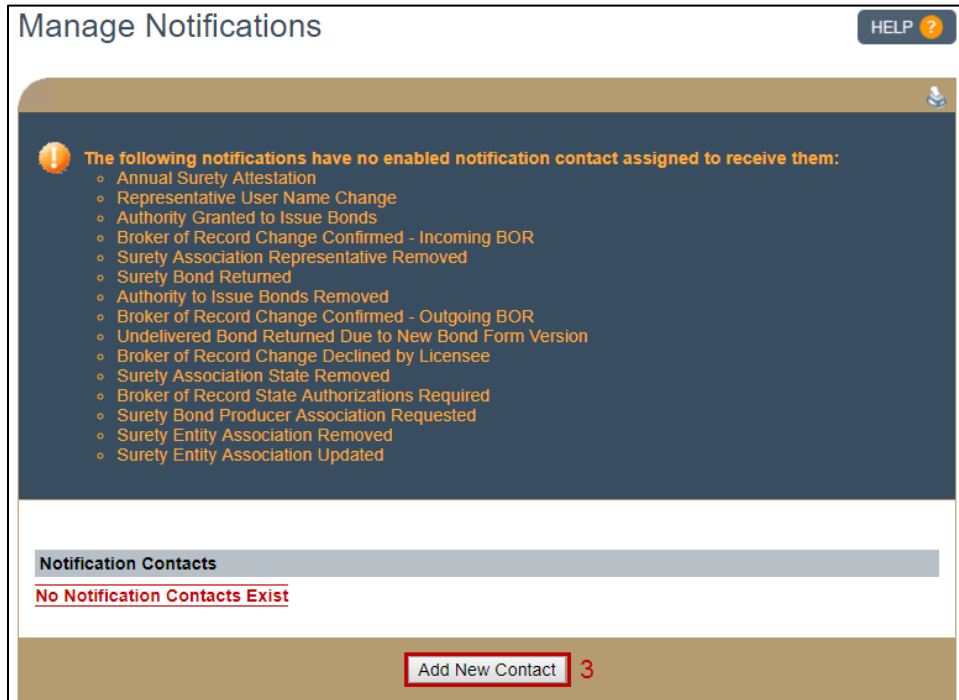 Manage Notifications
HELP ?
The following notifications have no enabled notification contact assigned to receive them:
Annual Surety Attestation
Representative User Name Change
Authority Granted to Issue Bonds
Broker of Record Change Confirmed - Incoming BOR
Surety Association Representative Removed
Surety Bond Returned
Authority to Issue Bonds Removed
Broker of Record Change Confirmed - Outgoing BOR
Undelivered Bond Returned Due to New Bond Form Version
Broker of Record Change Declined by Licensee
Surety Association State Removed
Broker of Record State Authorizations Required
Surety Bond Producer Association Requested
Surety Entity Association Removed
Surety Entity Association Updated
Notification Contacts
No Notification Contacts Exist
Add New Contact 3